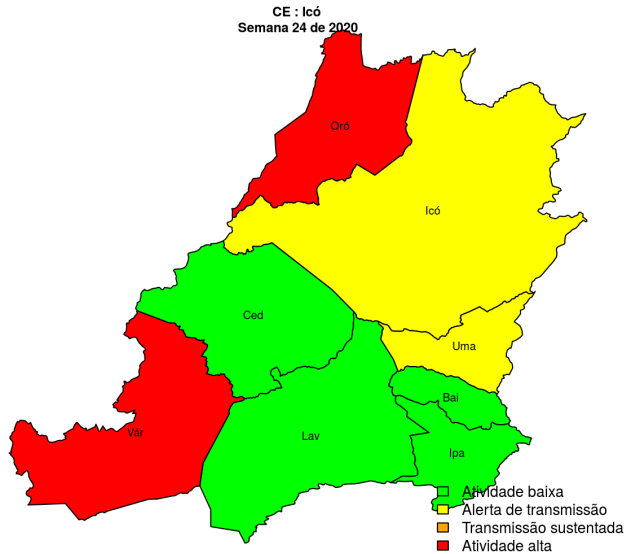 CE : Icó
Semana 24 de 2020
Oró
Icó
Ced
Uma
Bai
Vár
Lav
Ipa
Atividade baixa
Alerta de transmissão
Transmissão sustentada
Atividade alta